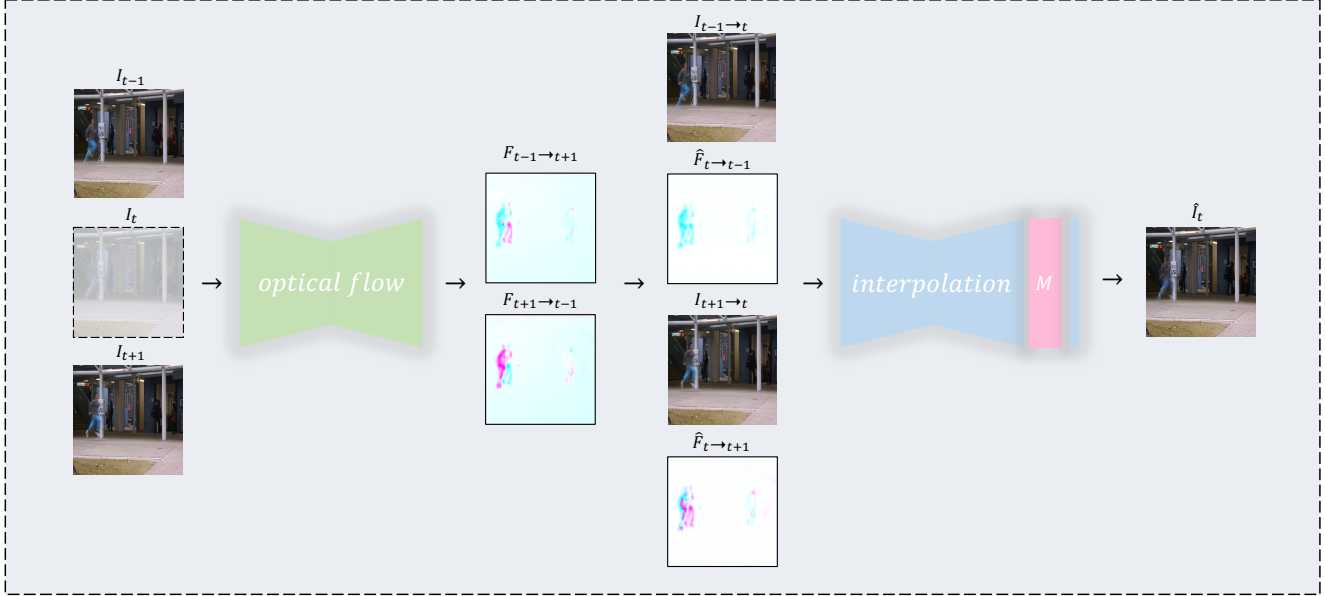 I_{t−1}
I_t
I_{t+1}
optical flow
F_{t−1→t+1}
F_{t+1→t−1}
I_{t−1→t}
F̂_{t→t−1}
I_{t+1→t}
F̂_{t→t+1}
interpolation
M
Î_t